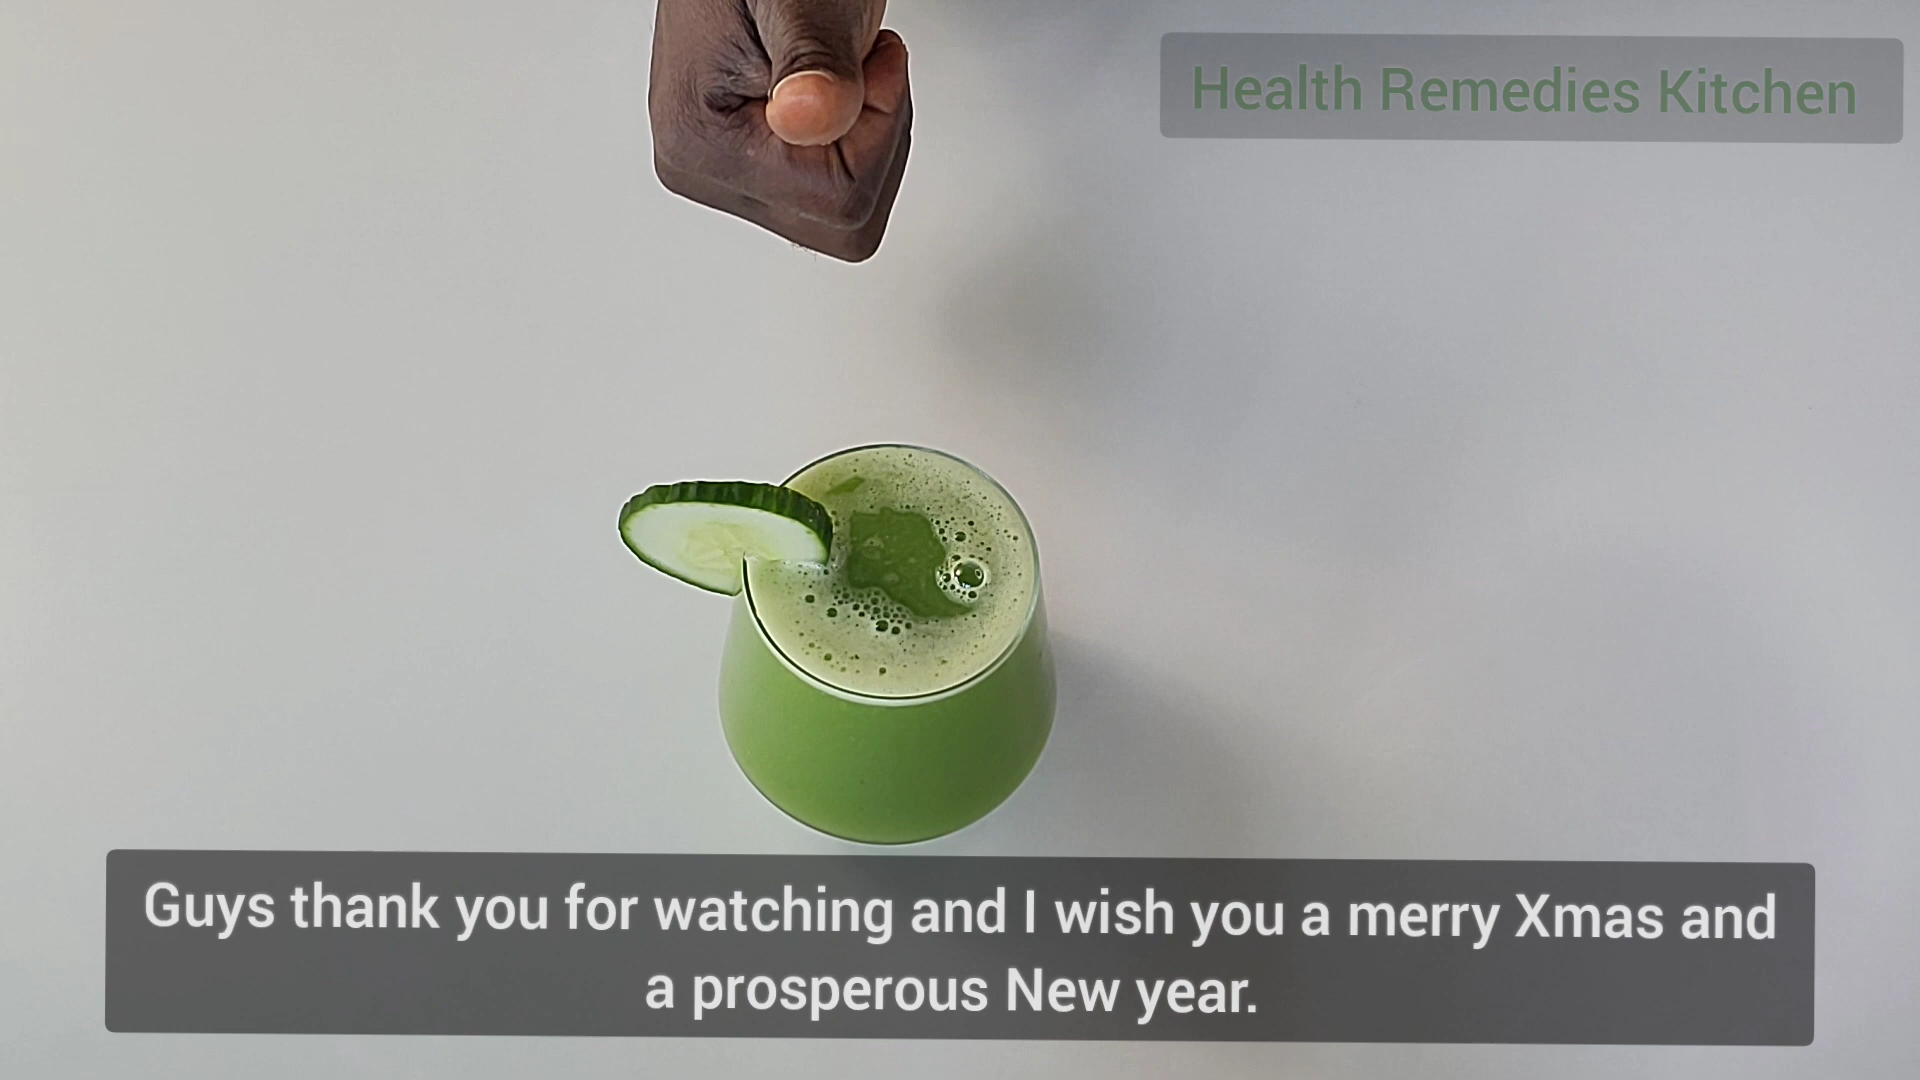 Health Remedies Kitchen
Guys thank you for watching and I wish you a merry Xmas and
a prosperous New year.